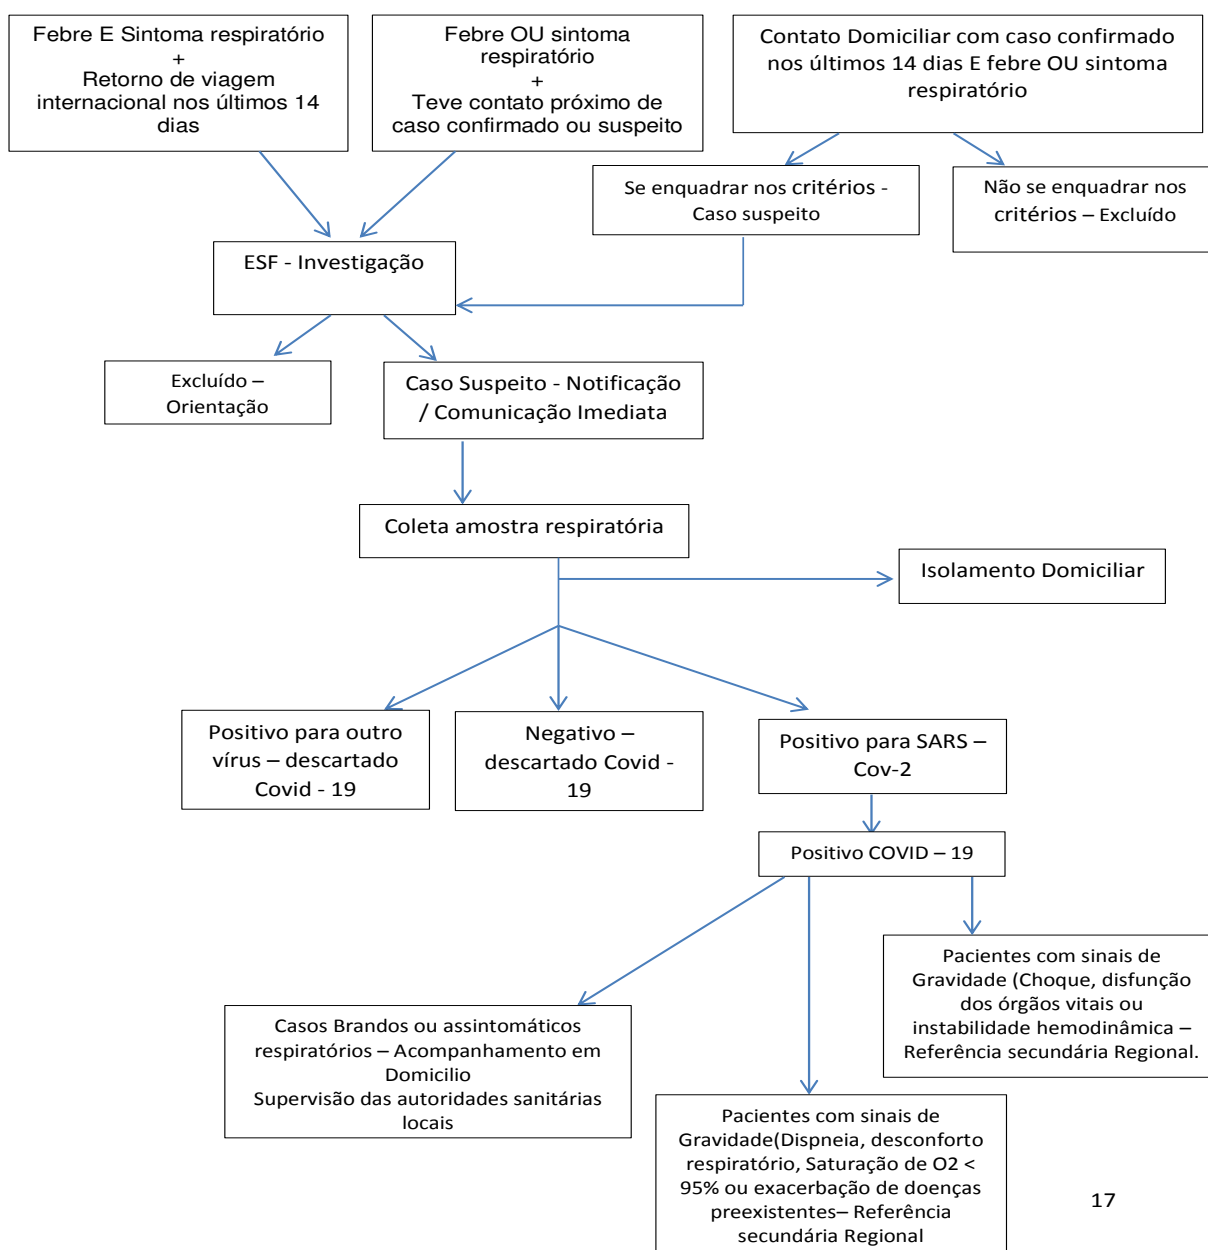 Febre E Sintoma respiratório
+
Retorno de viagem
internacional nos últimos 14
dias
Febre OU sintoma
respiratório
+
Teve contato próximo de
caso confirmado ou suspeito
Contato Domiciliar com caso confirmado
nos últimos 14 dias E febre OU sintoma
respiratório
Se enquadrar nos critérios -
Caso suspeito
Não se enquadrar nos
critérios – Excluído
ESF - Investigação
Excluído –
Orientação
Caso Suspeito - Notificação
/ Comunicação Imediata
Coleta amostra respiratória
Isolamento Domiciliar
Positivo para outro
vírus – descartado
Covid - 19
Negativo –
descartado Covid -
19
Positivo para SARS –
Cov-2
Positivo COVID – 19
Pacientes com sinais de
Gravidade (Choque, disfunção
dos órgãos vitais ou
instabilidade hemodinâmica –
Referência secundária Regional.
Casos Brandos ou assintomáticos
respiratórios – Acompanhamento em
Domicilio
Supervisão das autoridades sanitárias
locais
Pacientes com sinais de
Gravidade(Dispneia, desconforto
respiratório, Saturação de O2 <
95% ou exacerbação de doenças
preexistentes– Referência
secundária Regional
17